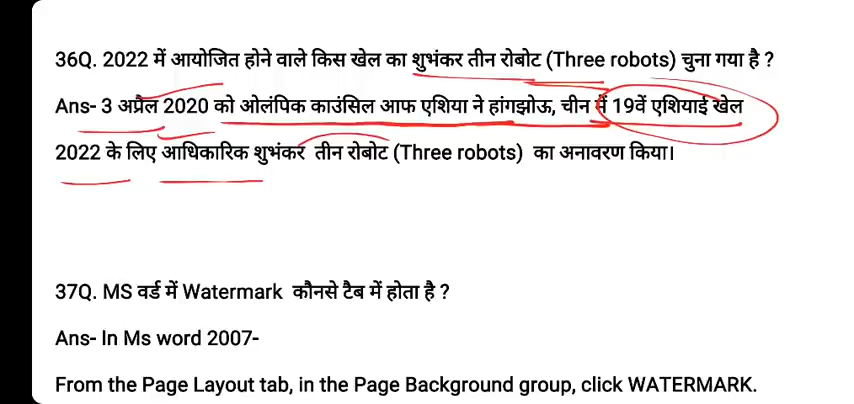 36Q. 2022 में आयोजित होने वाले किस खेल का शुभंकर तीन रोबोट (Three robots) चुना गया है ?
Ans- 3 अप्रैल 2020 को ओलंपिक काउंसिल आफ एशिया ने हांगझोऊ, चीन में 19वें एशियाई खेल
2022 के लिए आधिकारिक शुभंकर तीन रोबोट (Three robots) का अनावरण किया।
37Q. MS वर्ड में Watermark कौनसे टैब में होता है ?
Ans- In Ms word 2007-
From the Page Layout tab, in the Page Background group, click WATERMARK.